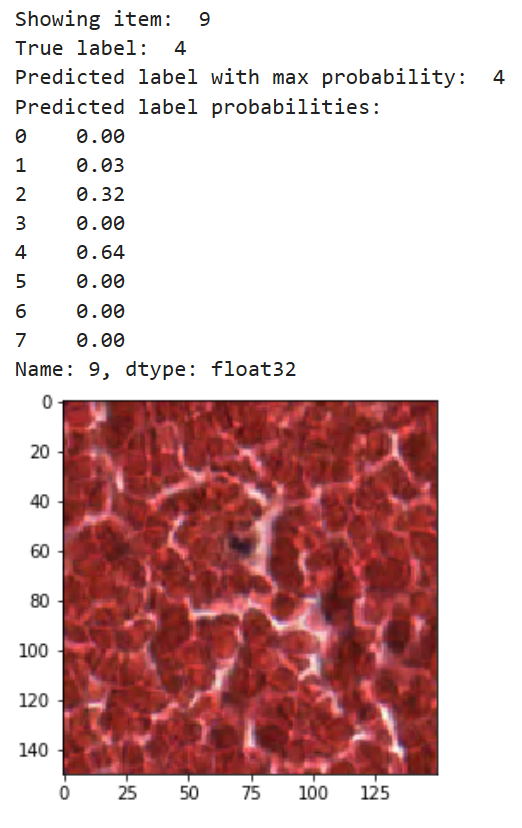 Showing item:  9
True label:  4
Predicted label with max probability:  4
Predicted label probabilities:
0    0.00
1    0.03
2    0.32
3    0.00
4    0.64
5    0.00
6    0.00
7    0.00
Name: 9, dtype: float32
0
20
40
60
80
100
120
140
0 25 50 75 100 125